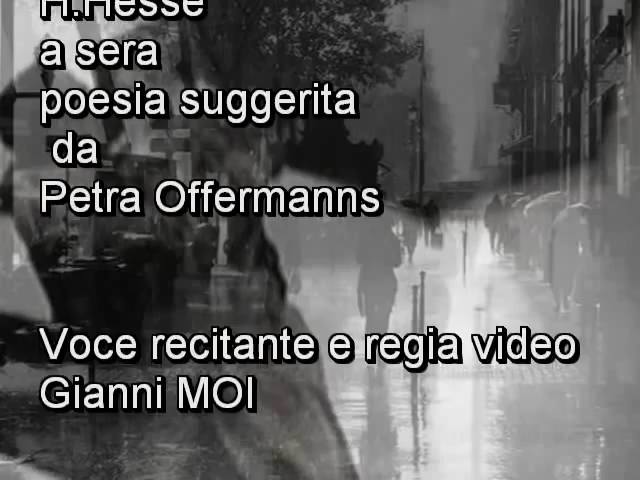 H.Hesse
a sera
poesia suggerita
da
Petra Offermanns
Voce recitante e regia video
Gianni MOI